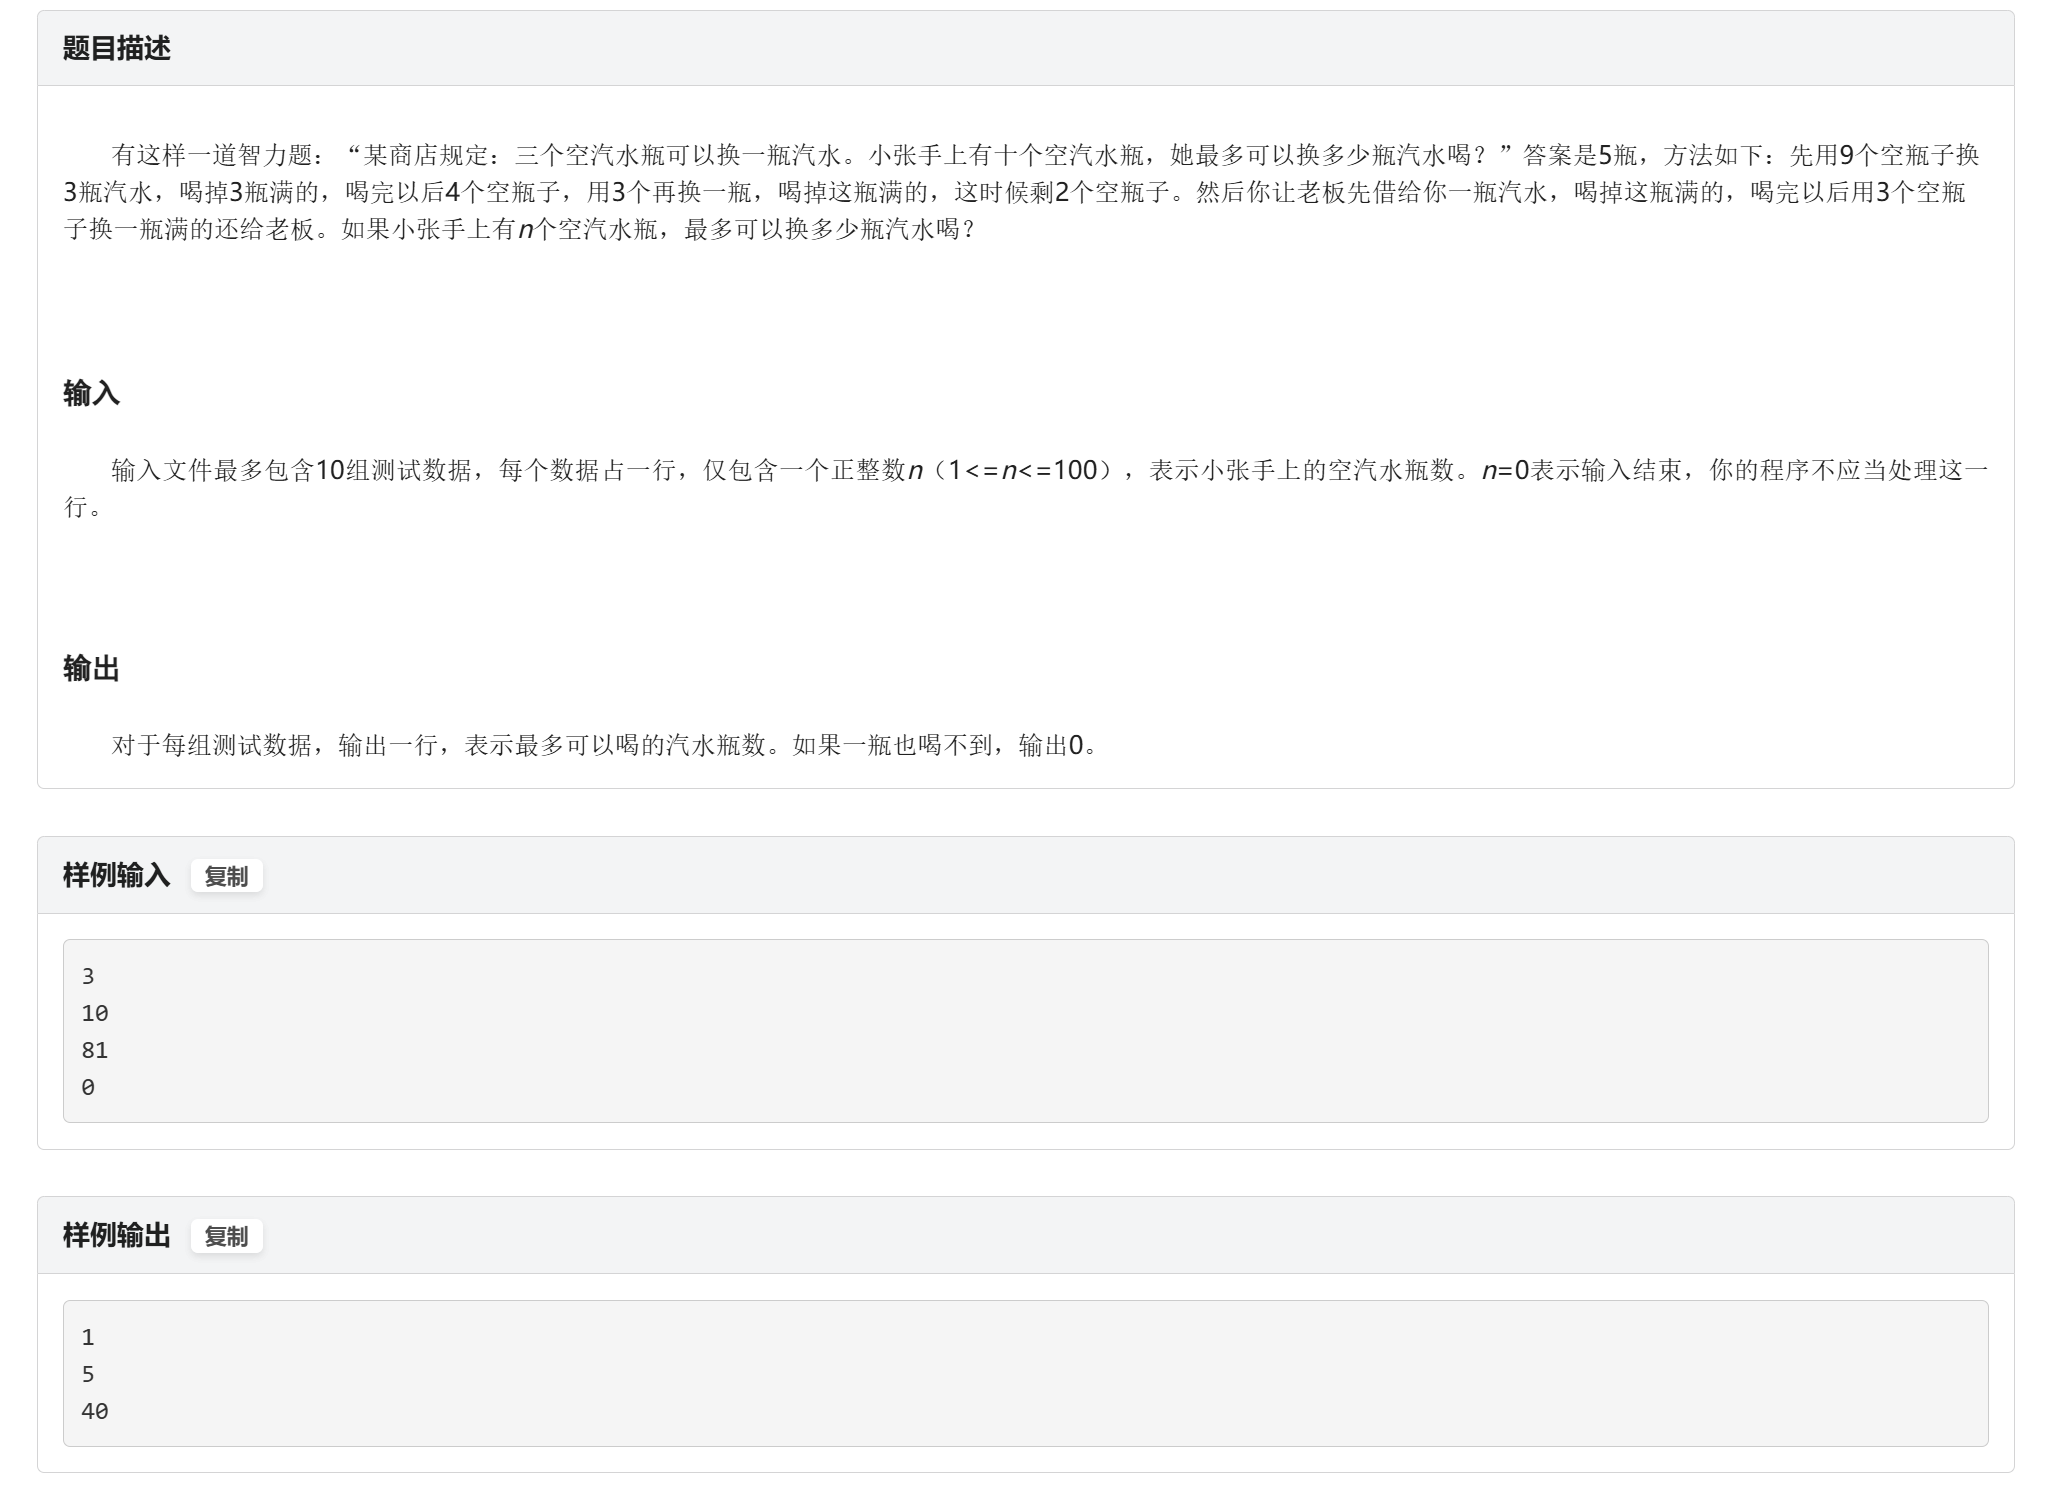 题目描述
有这样一道智力题：“某商店规定：三个空汽水瓶可以换一瓶汽水。小张手上有十个空汽水瓶，她最多可以换多少瓶汽水喝？”答案是5瓶，方法如下：先用9个空瓶子换
3瓶汽水，喝掉3瓶满的，喝完以后4个空瓶子，用3个再换一瓶，喝掉这瓶满的，这时候剩2个空瓶子。然后你让老板先借给你一瓶汽水，喝掉这瓶满的，喝完以后用3个空瓶
子换一瓶满的还给老板。如果小张手上有n个空汽水瓶，最多可以换多少瓶汽水喝？
输入
输入文件最多包含10组测试数据，每个数据占一行，仅包含一个正整数n（1<=n<=100），表示小张手上的空汽水瓶数。n=0表示输入结束，你的程序不应当处理这一
行。
输出
对于每组测试数据，输出一行，表示最多可以喝的汽水瓶数。如果一瓶也喝不到，输出0。
样例输入 复制
3
10
81
0
样例输出 复制
1
5
40